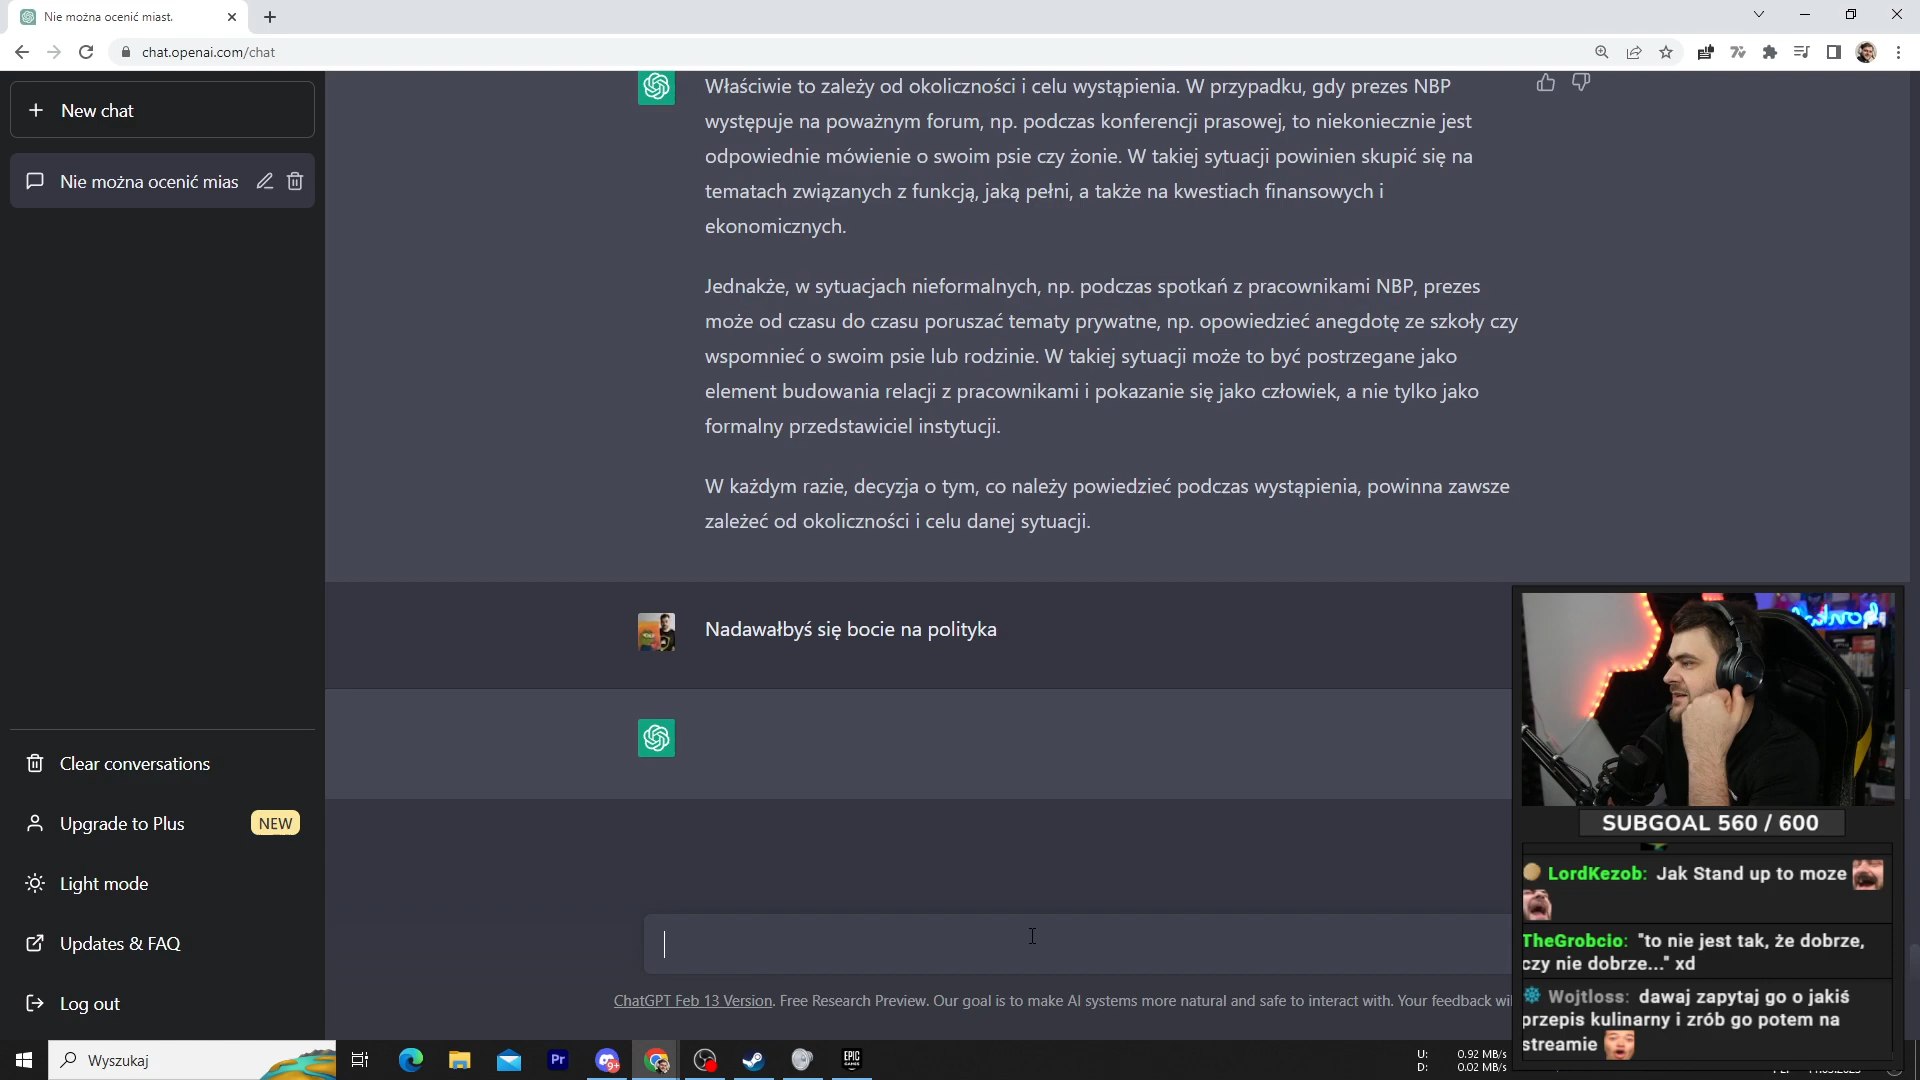 Nie można ocenić miast.
chat.openai.com/chat
New chat
Nie można ocenić mias
Właściwie to zależy od okoliczności i celu wystąpienia. W przypadku, gdy prezes NBP
występuje na poważnym forum, np. podczas konferencji prasowej, to niekoniecznie jest
odpowiednie mówienie o swoim psie czy żonie. W takiej sytuacji powinien skupić się na
tematach związanych z funkcją, jaką pełni, a także na kwestiach finansowych i
ekonomicznych.
Jednakże, w sytuacjach nieformalnych, np. podczas spotkań z pracownikami NBP, prezes
może od czasu do czasu poruszać tematy prywatne, np. opowiedzieć anegdotę ze szkoły czy
wspomnieć o swoim psie lub rodzinie. W takiej sytuacji może to być postrzegane jako
element budowania relacji z pracownikami i pokazanie się jako człowiek, a nie tylko jako
formalny przedstawiciel instytucji.
W każdym razie, decyzja o tym, co należy powiedzieć podczas wystąpienia, powinna zawsze
zależeć od okoliczności i celu danej sytuacji.
Nadawałbyś się bocie na polityka
Clear conversations
Upgrade to Plus NEW
Light mode
Updates & FAQ
Log out
ChatGPT Feb 13 Version. Free Research Preview. Our goal is to make AI systems more natural and safe to interact with. Your feedback wi
SUBGOAL 560 / 600
LordKezob: Jak Stand up to moze
TheGrobcio: "to nie jest tak, że dobrze,
czy nie dobrze..." xd
Wojtloss: dawaj zapytaj go o jakiś
przepis kulinarny i zrób go potem na
streamie
Wyszukaj
Pr
9+
EPIC
GAMES
U: 0.92 MB/s
D: 0.02 MB/s